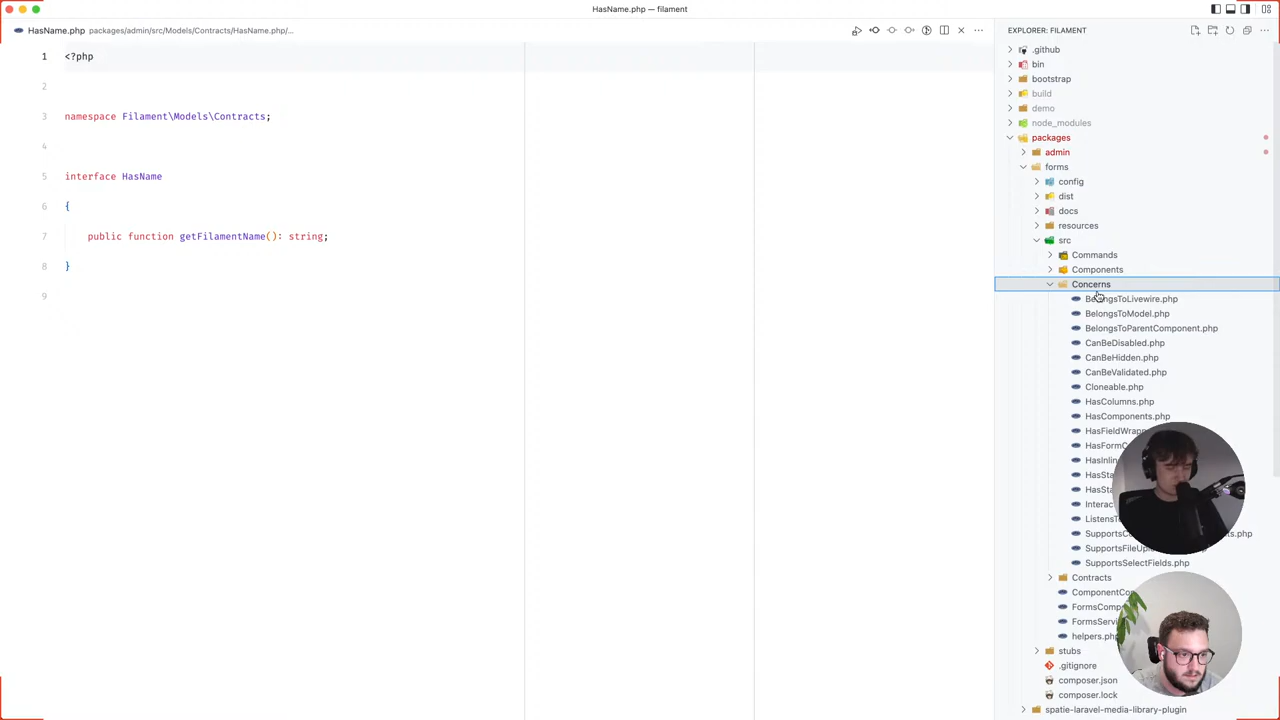 HasName.php — filament
HasName.php packages/admin/src/Models/Contracts/HasName.php/...
1 <?php
2
3 namespace Filament\Models\Contracts;
4
5 interface HasName
6 {
7 public function getFilamentName(): string;
8 }
9
EXPLORER: FILAMENT
.github
bin
bootstrap
build
demo
node_modules
packages
admin
forms
config
dist
docs
resources
src
Commands
Components
Concerns
BelongsToLivewire.php
BelongsToModel.php
BelongsToParentComponent.php
CanBeDisabled.php
CanBeHidden.php
CanBeValidated.php
Cloneable.php
HasColumns.php
HasComponents.php
Contracts
SupportsSelectFields.php
helpers.php
stubs
.gitignore
composer.json
composer.lock
spatie-laravel-media-library-plugin